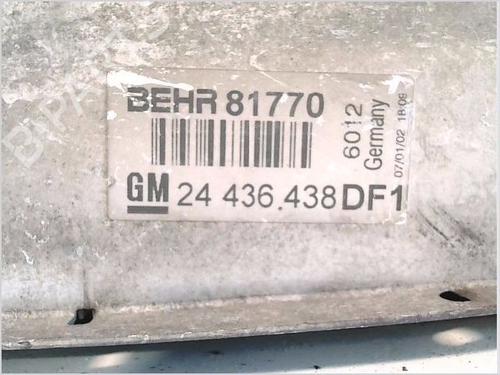 BEHR 81770
6012
Germany
07/01/02 18:09
GM 24 436.438 DF1